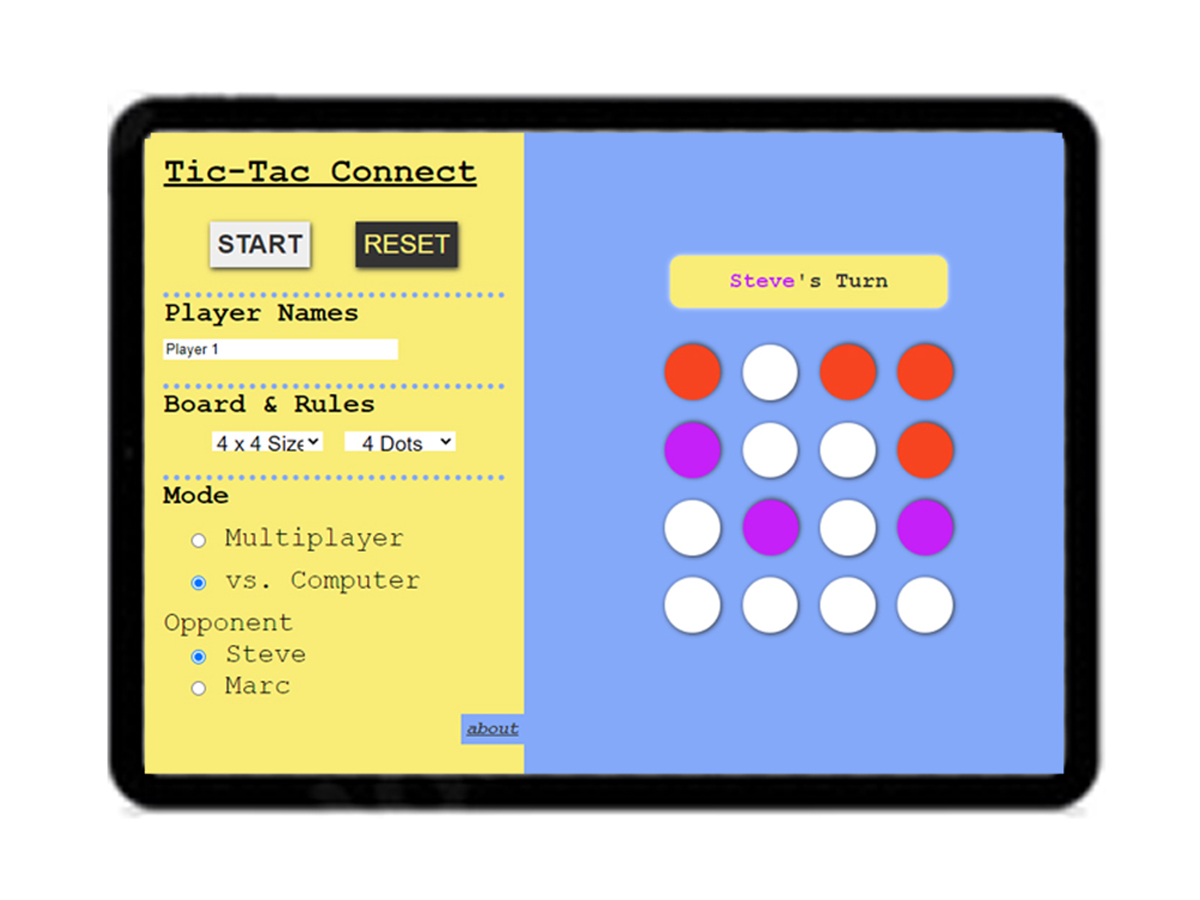 Tic-Tac Connect
START RESET
Player Names
Player 1
Board & Rules
4 x 4 Size 4 Dots
Mode
Multiplayer
vs. Computer
Opponent
Steve
Marc
about
Steve's Turn